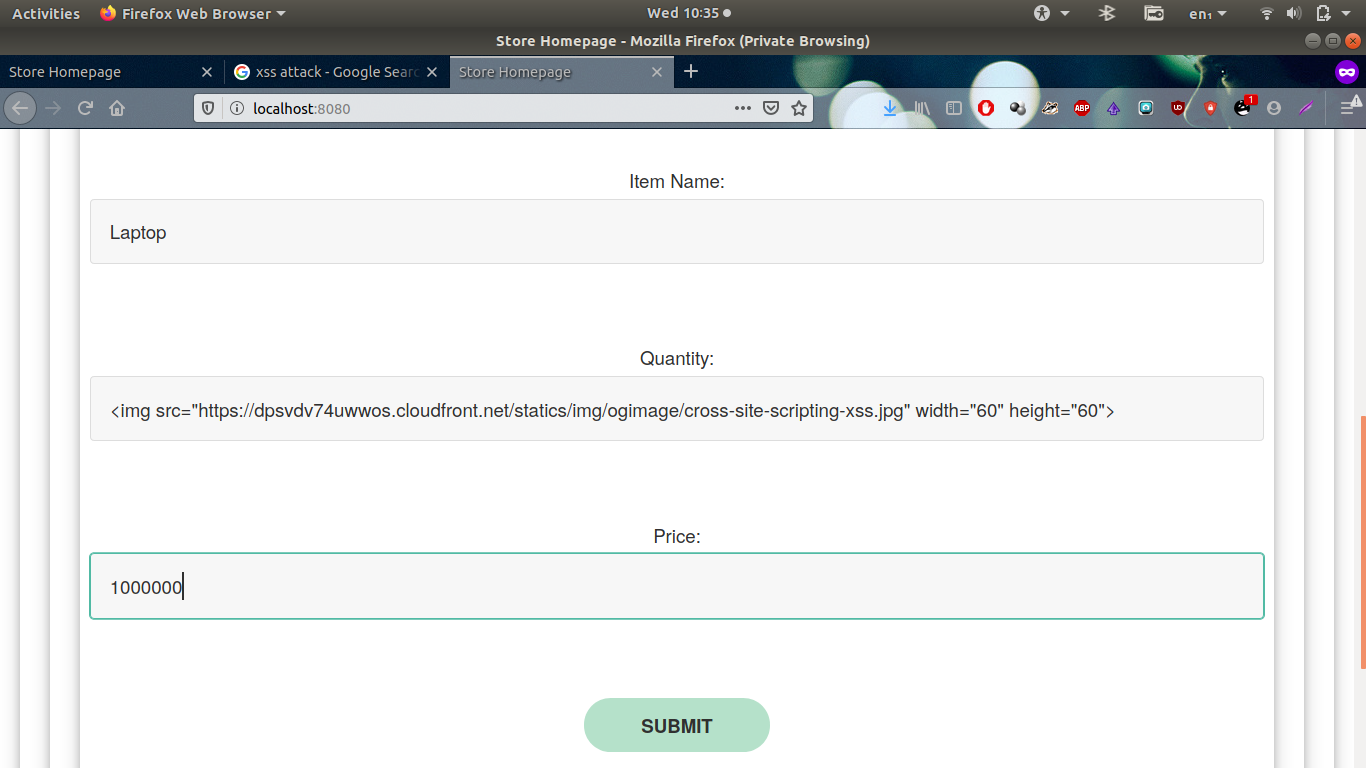 Activities Firefox Web Browser Wed 10:35 en₁
Store Homepage - Mozilla Firefox (Private Browsing)
Store Homepage xss attack - Google Searc Store Homepage
localhost:8080 ABP 1
Item Name:
Laptop
Quantity:
<img src="https://dpsvdv74uwwos.cloudfront.net/statics/img/ogimage/cross-site-scripting-xss.jpg" width="60" height="60">
Price:
1000000
SUBMIT